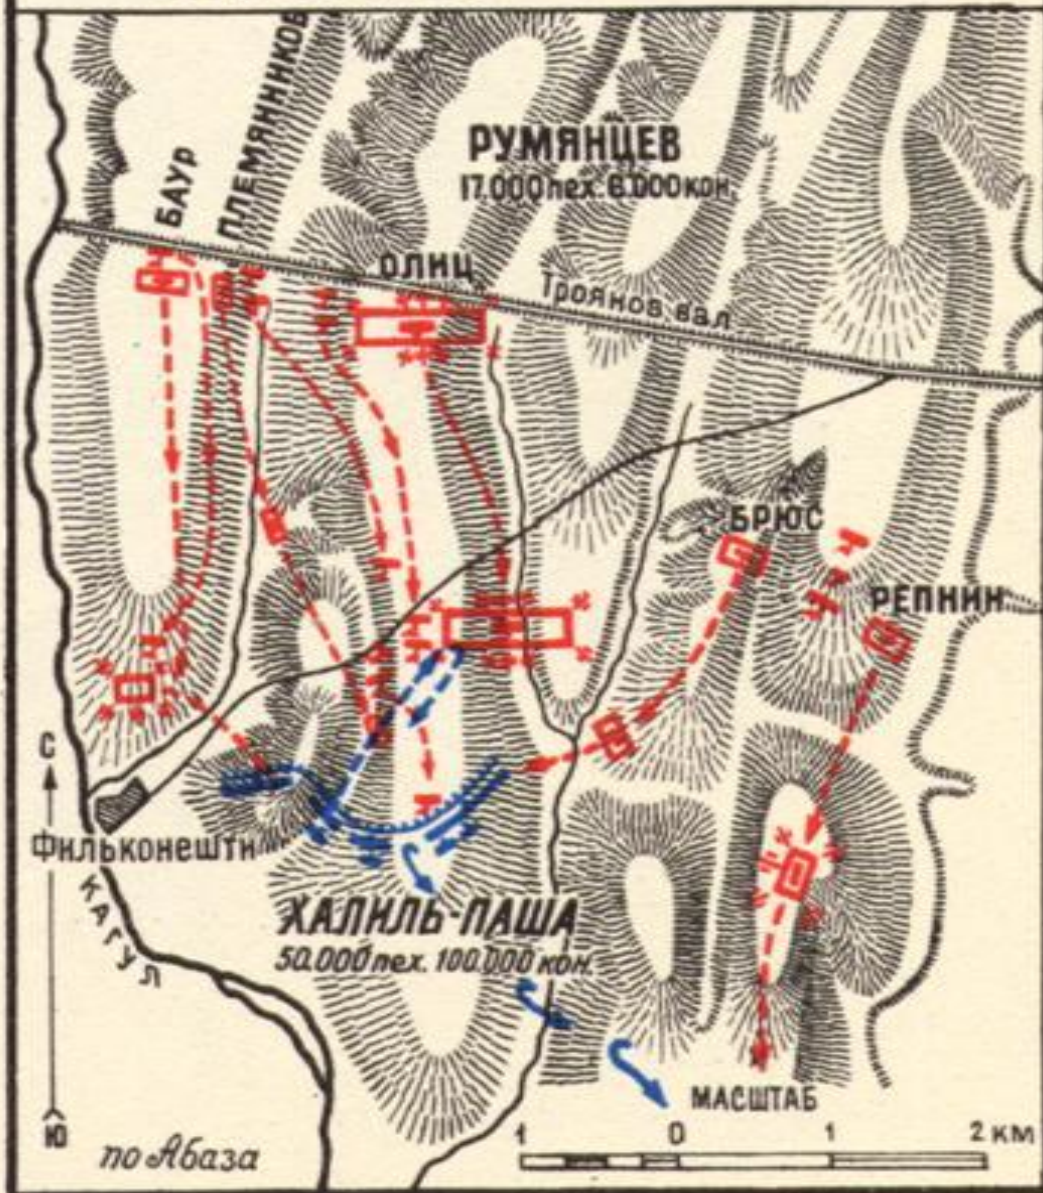 БАУР
ПЛЕМЯННИКОВ
РУМЯНЦЕВ
17.000 пех. 6.000 кон.
ОЛИЦ
Троянов вал
БРЮС
РЕПНИН
С
Фильконешти
КАГУЛ
ХАЛИЛЬ-ПАША
50.000 пех. 100.000 кон.
Ю
МАСШТАБ
1 0 1 2 км
по Абаза